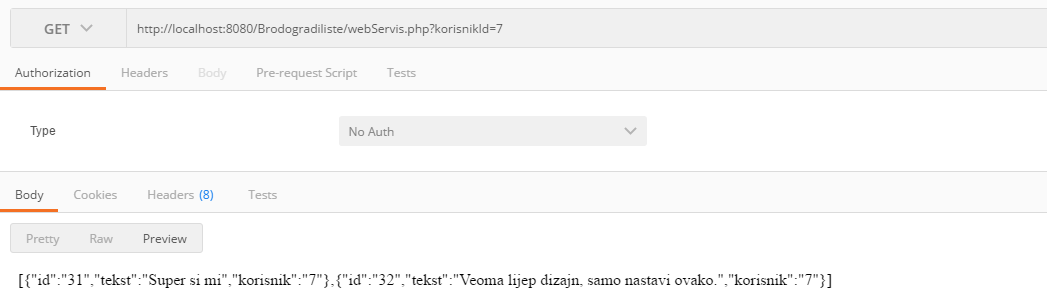 GET http://localhost:8080/Brodogradiliste/webServis.php?korisnikId=7
Authorization Headers Body Pre-request Script Tests
Type No Auth
Body Cookies Headers (8) Tests
Pretty Raw Preview
[{"id":"31","tekst":"Super si mi","korisnik":"7"},{"id":"32","tekst":"Veoma lijep dizajn, samo nastavi ovako.","korisnik":"7"}]